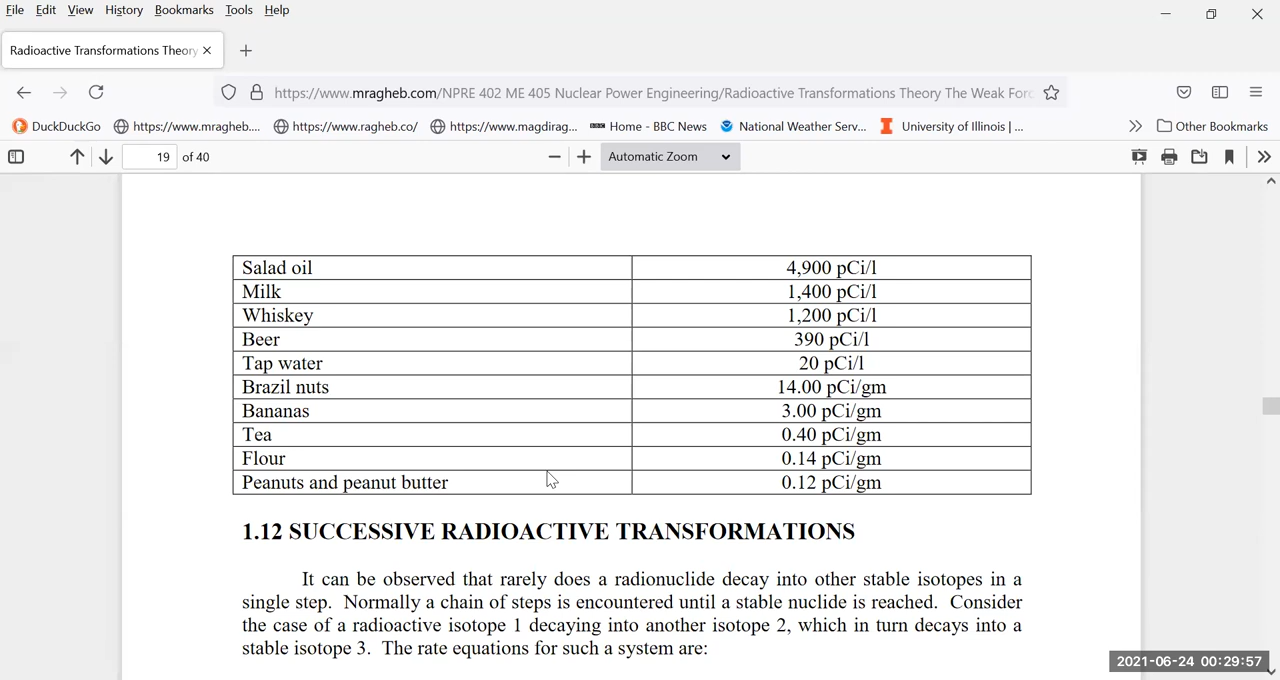 File Edit View History Bookmarks Tools Help
Radioactive Transformations Theory
https://www.mragheb.com/NPRE 402 ME 405 Nuclear Power Engineering/Radioactive Transformations Theory The Weak Forc
DuckDuckGo https://www.mragheb.... https://www.ragheb.co/ https://www.magdirag... BBC Home - BBC News National Weather Serv... University of Illinois |... Other Bookmarks
19 of 40 Automatic Zoom
Salad oil 4,900 pCi/l
Milk 1,400 pCi/l
Whiskey 1,200 pCi/l
Beer 390 pCi/l
Tap water 20 pCi/l
Brazil nuts 14.00 pCi/gm
Bananas 3.00 pCi/gm
Tea 0.40 pCi/gm
Flour 0.14 pCi/gm
Peanuts and peanut butter 0.12 pCi/gm
1.12 SUCCESSIVE RADIOACTIVE TRANSFORMATIONS
It can be observed that rarely does a radionuclide decay into other stable isotopes in a
single step. Normally a chain of steps is encountered until a stable nuclide is reached. Consider
the case of a radioactive isotope 1 decaying into another isotope 2, which in turn decays into a
stable isotope 3. The rate equations for such a system are:
2021-06-24 00:29:57